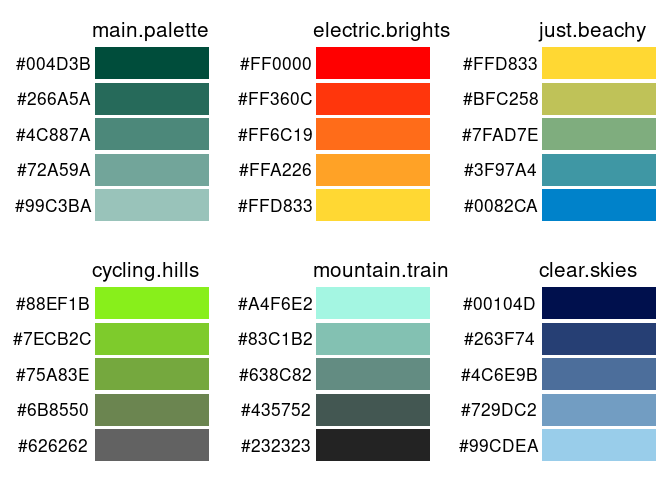 main.palette
#004D3B
#266A5A
#4C887A
#72A59A
#99C3BA
electric.brights
#FF0000
#FF360C
#FF6C19
#FFA226
#FFD833
just.beachy
#FFD833
#BFC258
#7FAD7E
#3F97A4
#0082CA
cycling.hills
#88EF1B
#7ECB2C
#75A83E
#6B8550
#626262
mountain.train
#A4F6E2
#83C1B2
#638C82
#435752
#232323
clear.skies
#00104D
#263F74
#4C6E9B
#729DC2
#99CDEA